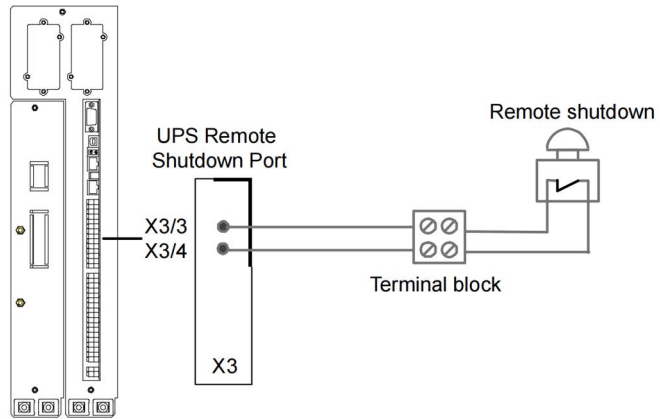 Remote shutdown
UPS Remote
Shutdown Port
X3/3
X3/4
Terminal block
X3